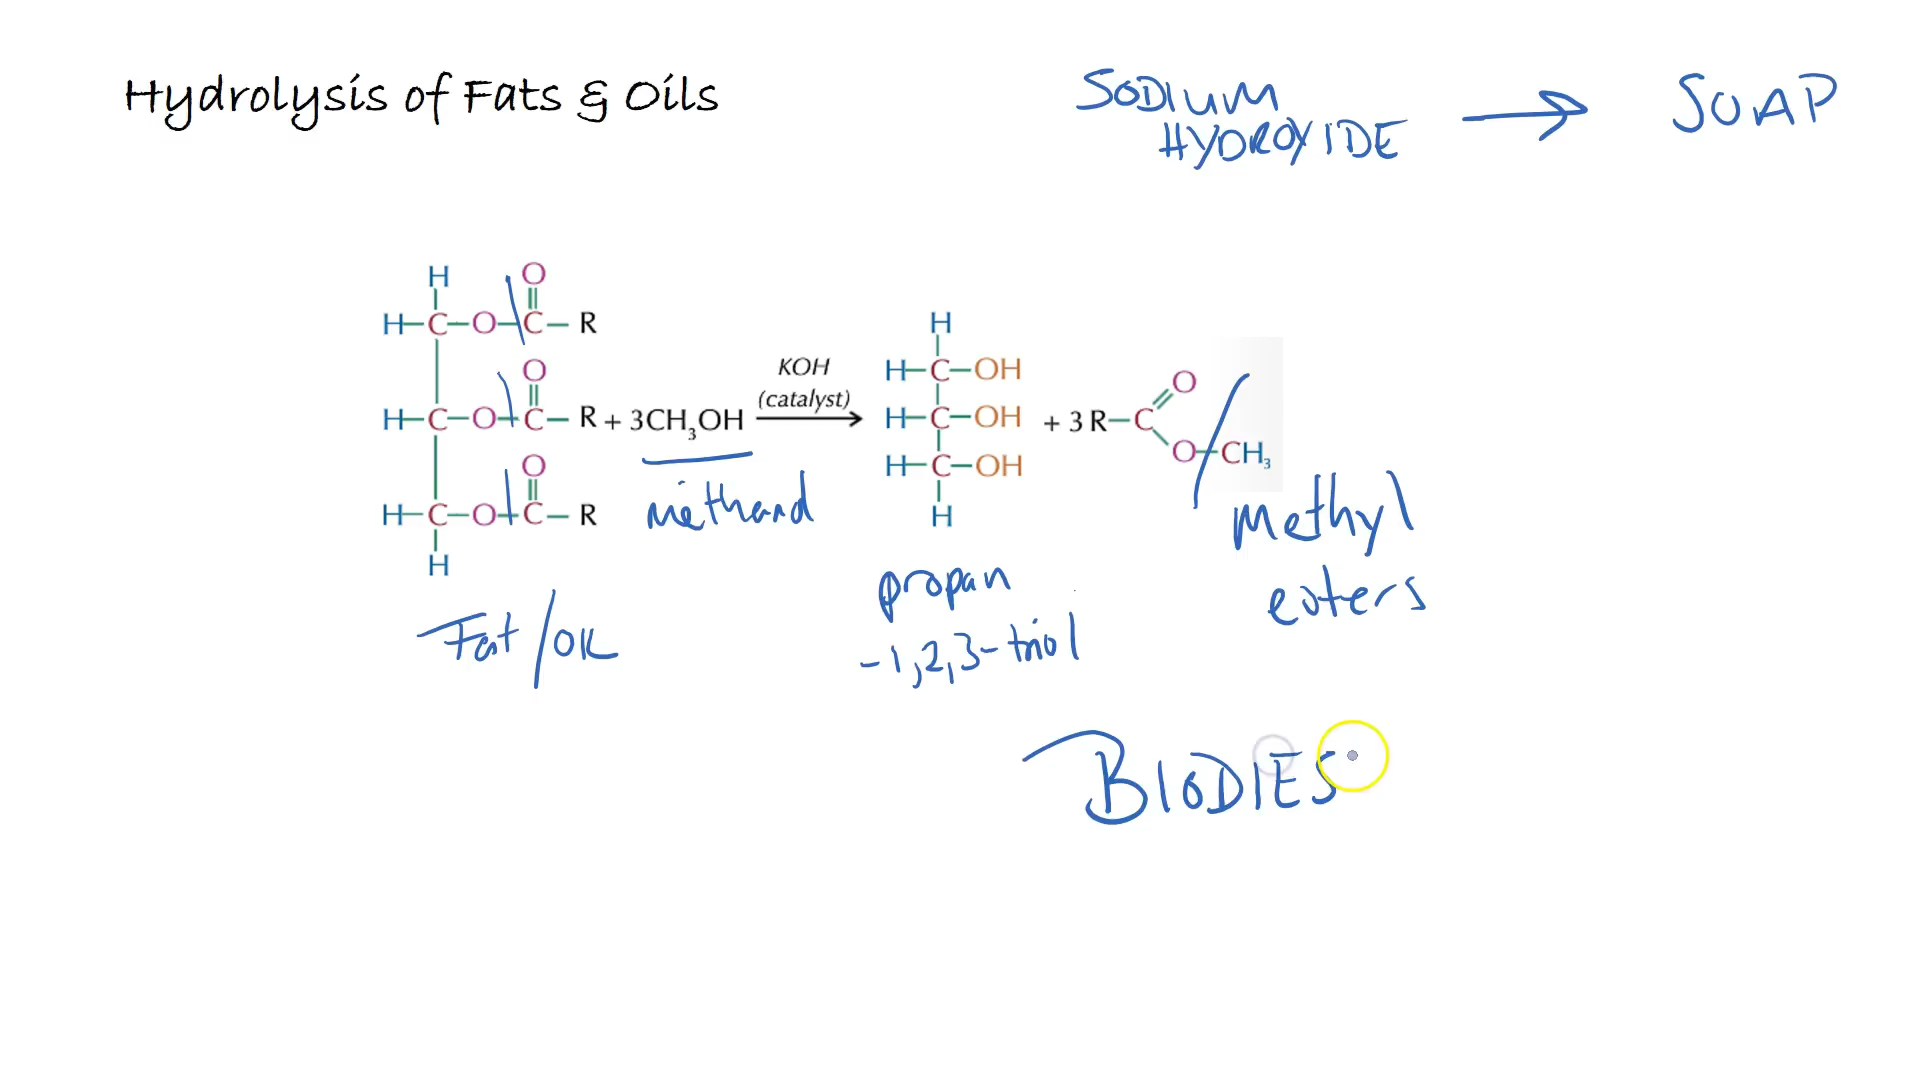 Hydrolysis of Fats & Oils
SODIUM
HYDROXIDE
SOAP
H
O
H–C–O–C–R
O
H–C–O–C–R + 3CH₃OH
O
H–C–O–C–R
H
KOH
(catalyst)
H
H–C–OH
H–C–OH
H–C–OH
H
+ 3 R–C
O
O–CH₃
Fat/OIL
methanol
propan
-1,2,3-triol
Methyl
esters
BIODIES